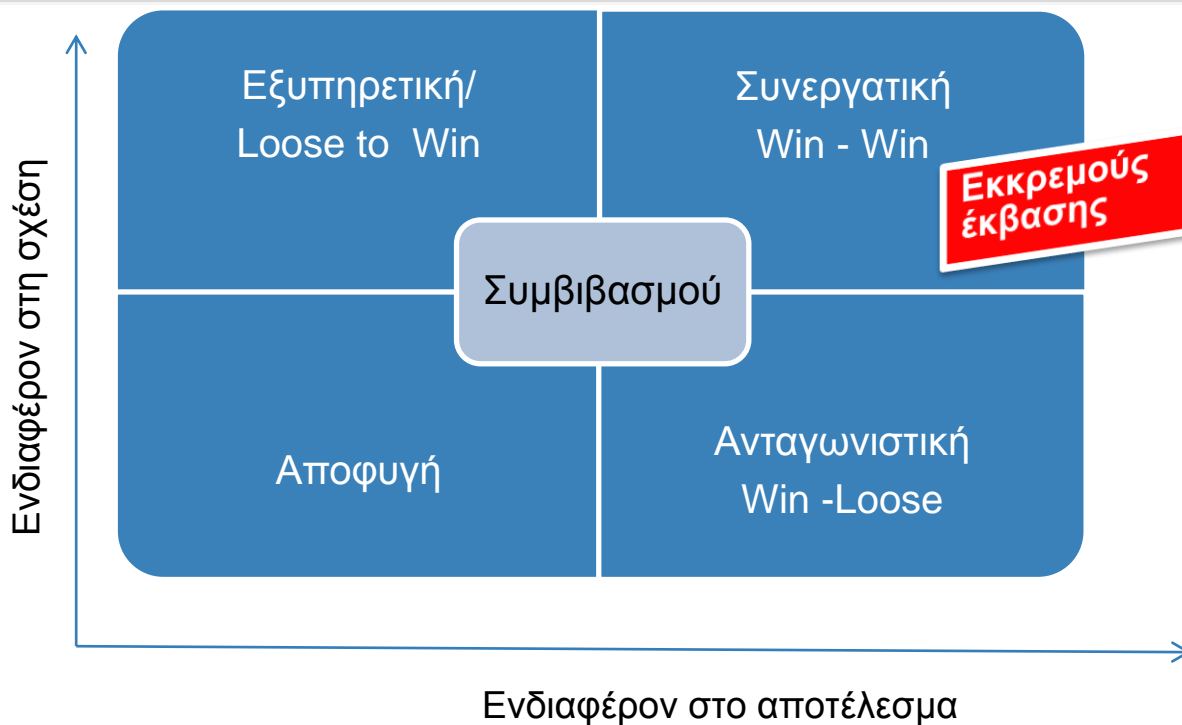 Ενδιαφέρον στη σχέση
Εξυπηρετική/
Loose to Win
Συνεργατική
Win - Win
Εκκρεμούς
έκβασης
Συμβιβασμού
Αποφυγή
Ανταγωνιστική
Win -Loose
Ενδιαφέρον στο αποτέλεσμα